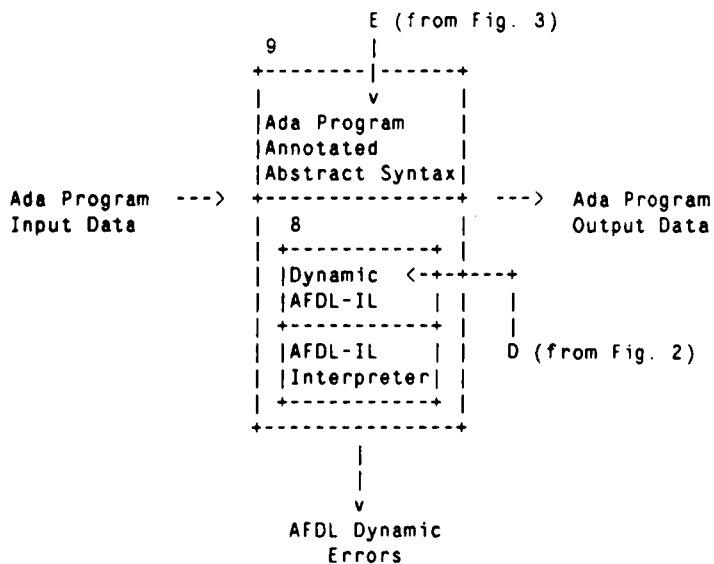 E (from Fig. 3)
9
Ada Program
Annotated
Abstract Syntax
Ada Program ---> ---> Ada Program
Input Data Output Data
8
Dynamic
AFDL-IL
AFDL-IL D (from Fig. 2)
Interpreter
AFDL Dynamic
Errors